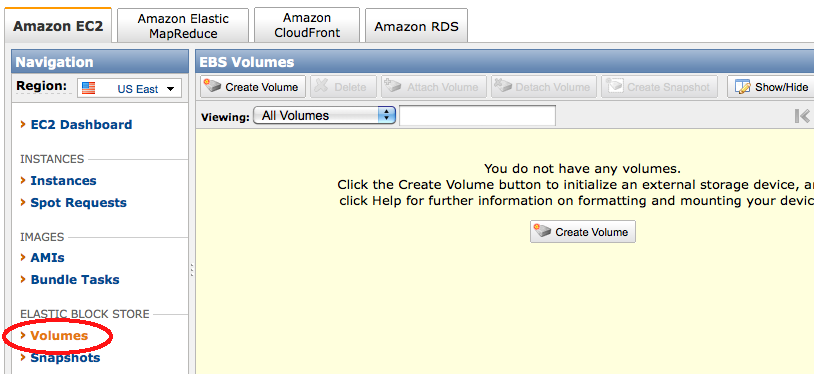 Amazon EC2
Amazon Elastic
MapReduce
Amazon
CloudFront
Amazon RDS
Navigation
Region: US East
EC2 Dashboard
INSTANCES
Instances
Spot Requests
IMAGES
AMIs
Bundle Tasks
ELASTIC BLOCK STORE
Volumes
Snapshots
EBS Volumes
Create Volume Delete Attach Volume Detach Volume Create Snapshot Show/Hide
Viewing: All Volumes
You do not have any volumes.
Click the Create Volume button to initialize an external storage device, a
click Help for further information on formatting and mounting your devic
Create Volume